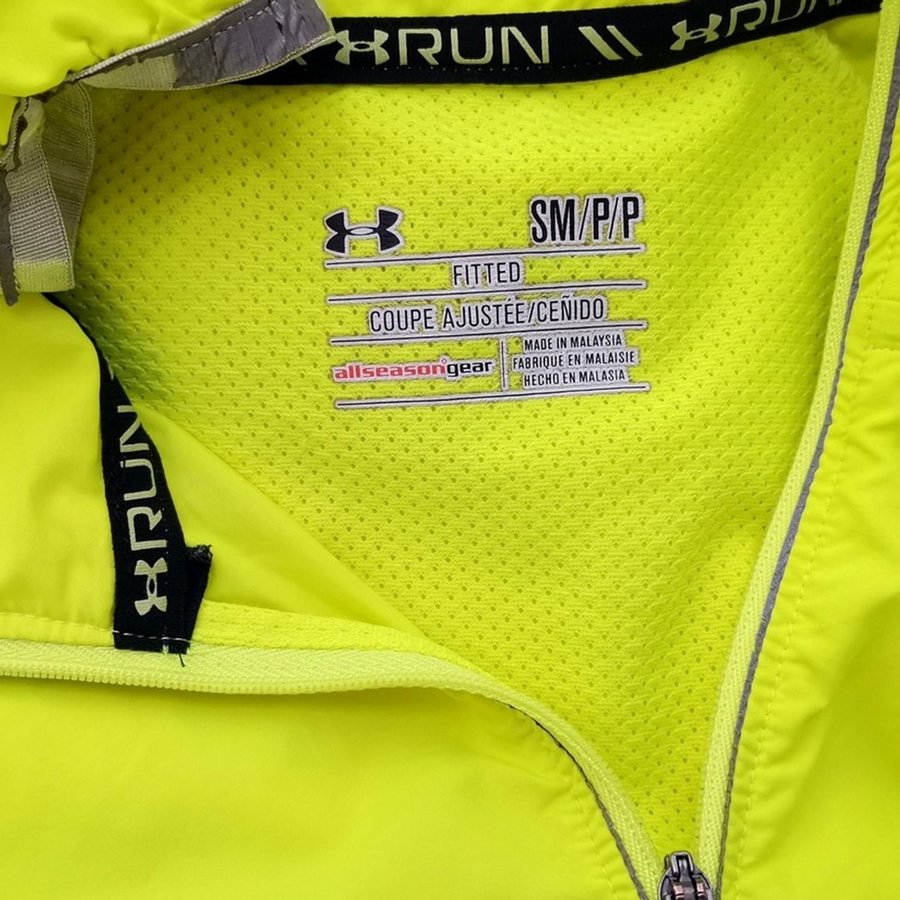 RUN
RUN
SM/P/P
FITTED
COUPE AJUSTÉE/CEÑIDO
allseasongear
MADE IN MALAYSIA
FABRIQUE EN MALAISIE
HECHO EN MALASIA
RUN